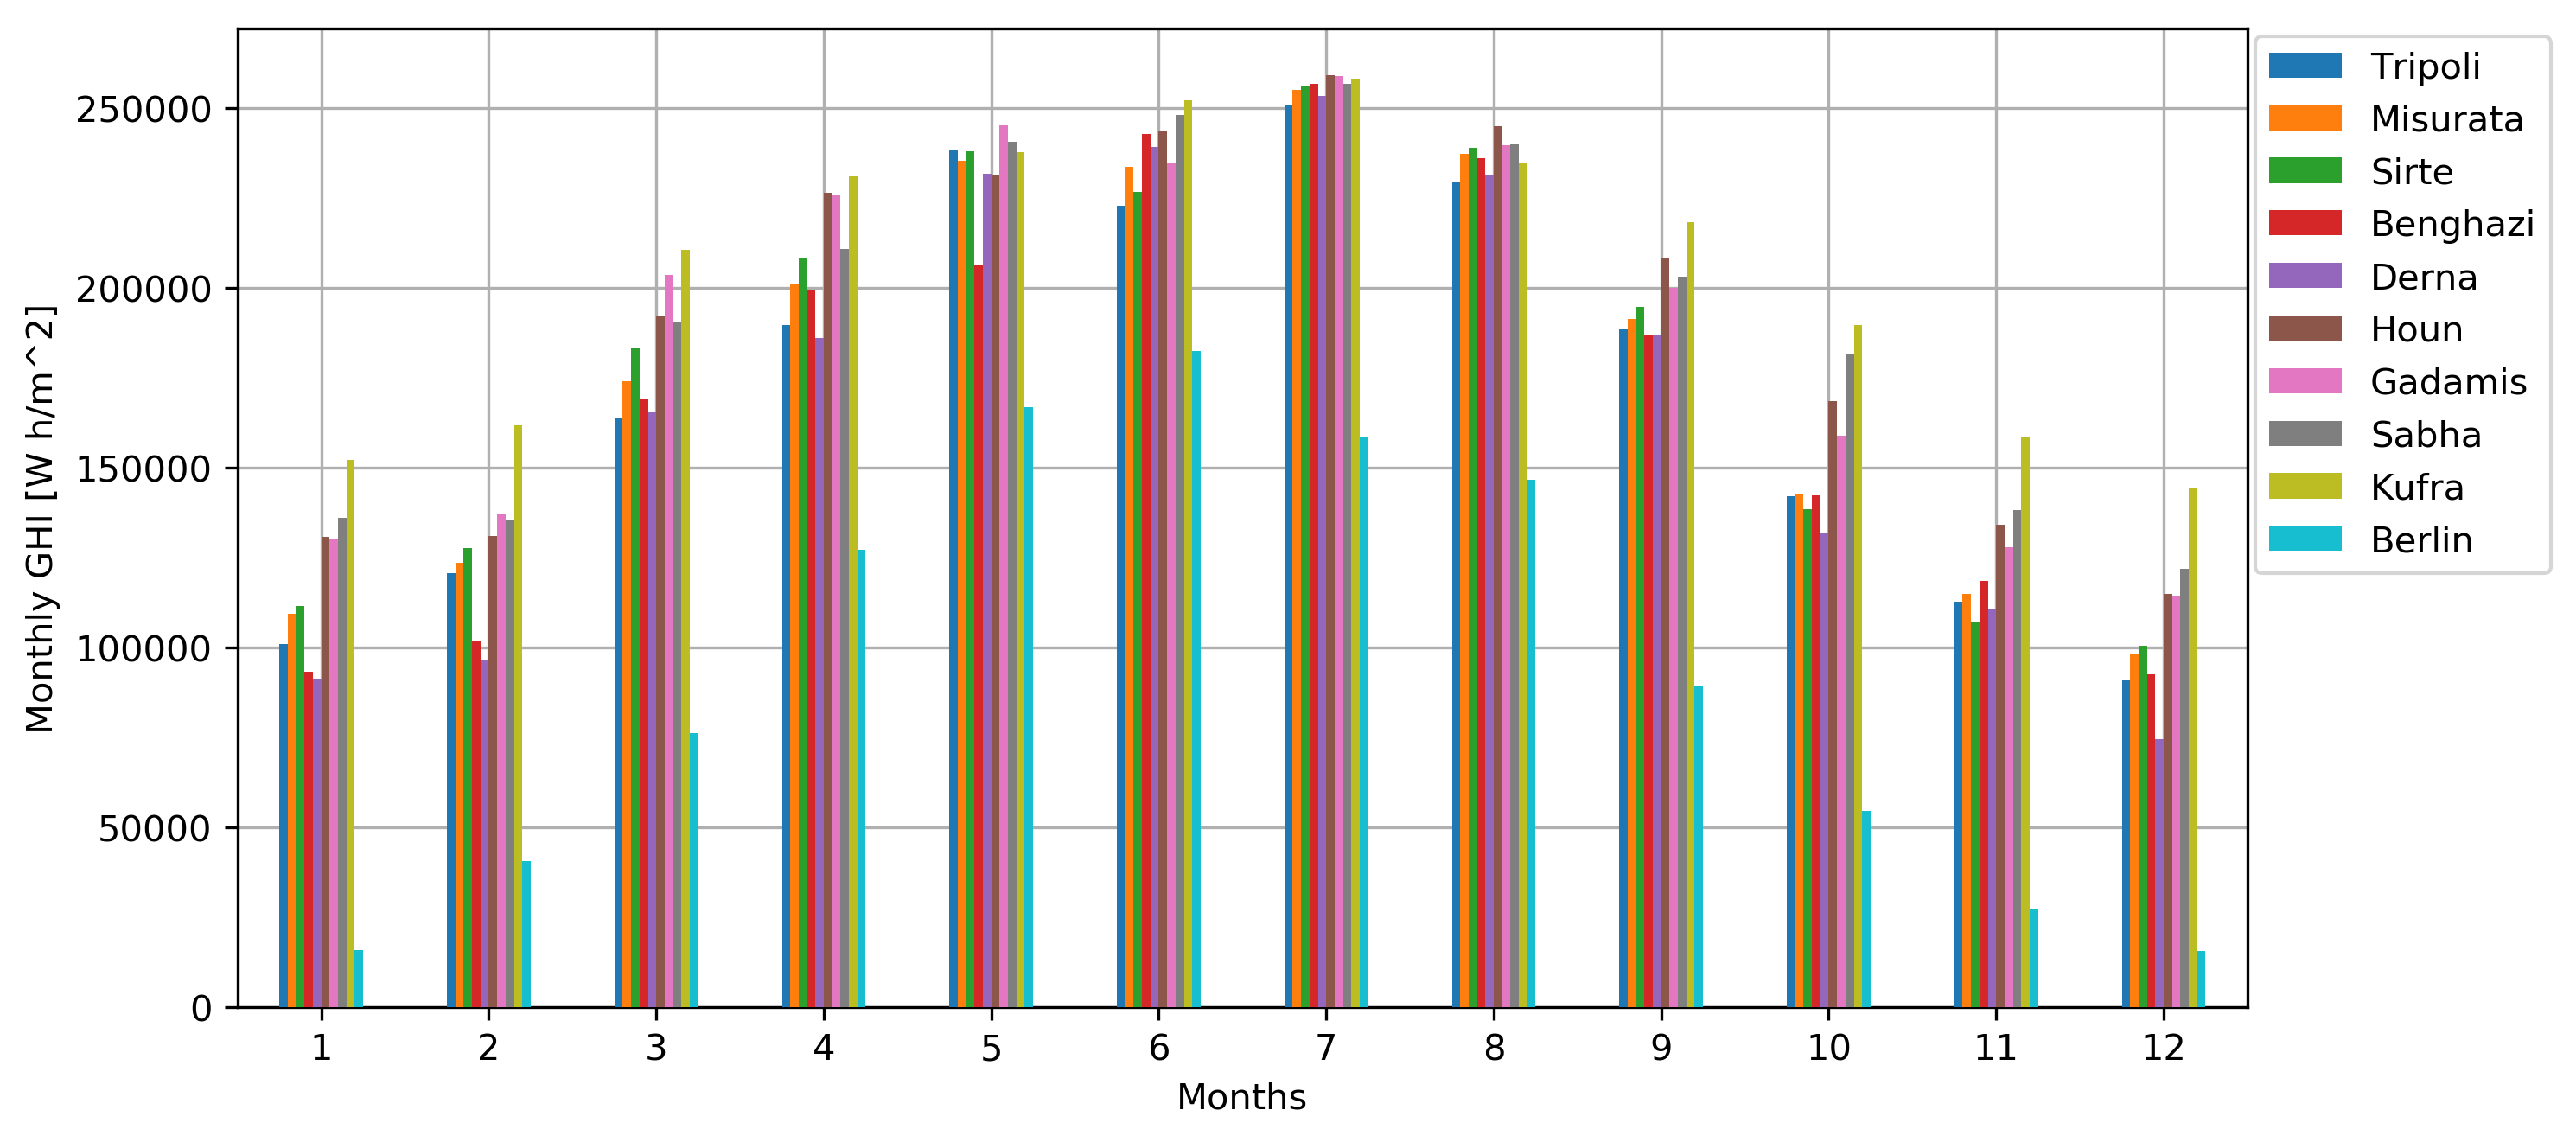 250000
200000
150000
100000
50000
0
Monthly GHI [W h/m^2]
1 2 3 4 5 6 7 8 9 10 11 12
Months
Tripoli
Misurata
Sirte
Benghazi
Derna
Houn
Gadamis
Sabha
Kufra
Berlin